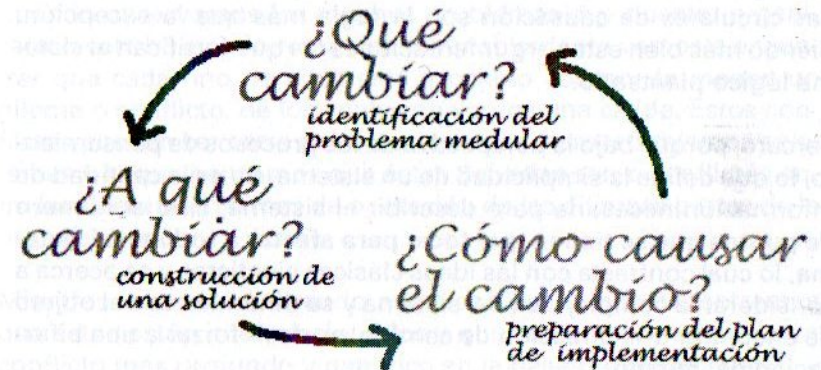 ¿Qué
cambiar?
identificación del
problema medular
¿A qué
cambiar?
construcción de
una solución
¿Cómo causar
el cambio?
preparación del plan
de implementación